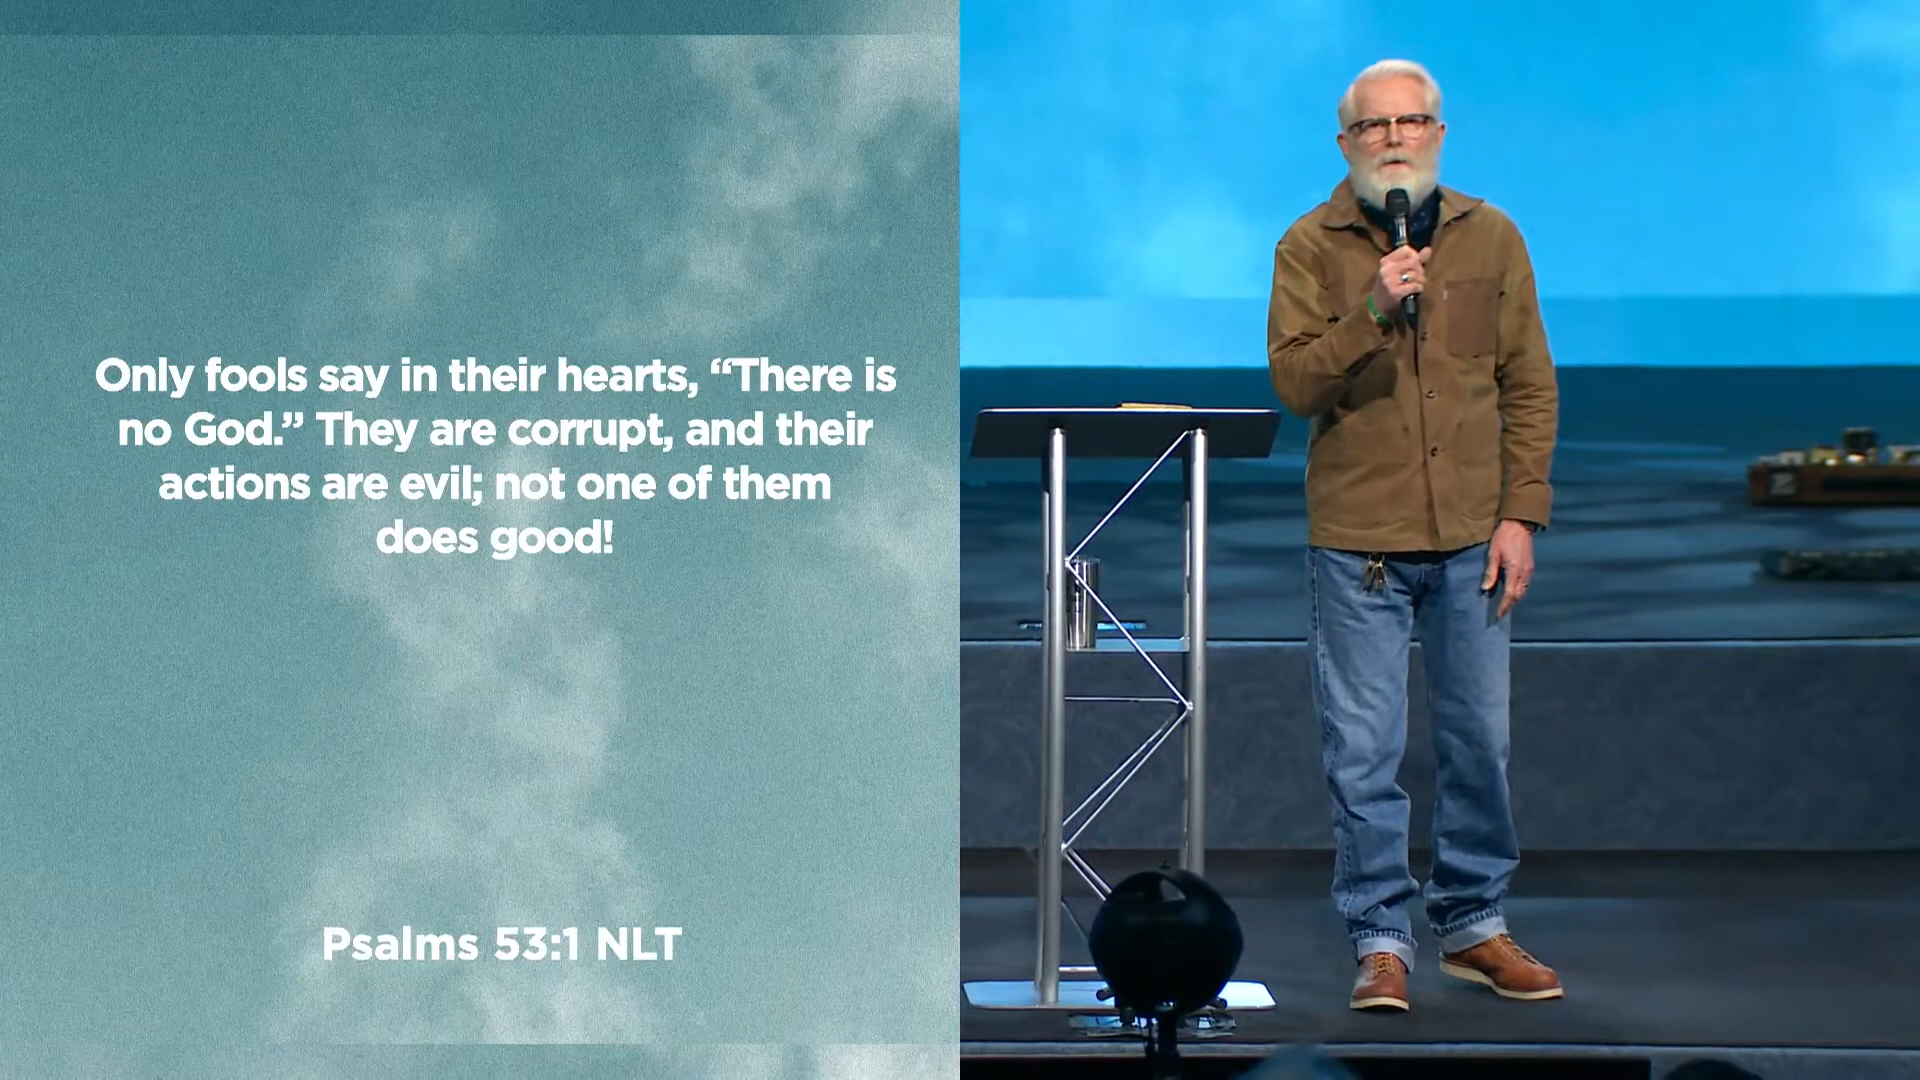 Only fools say in their hearts, “There is
no God.” They are corrupt, and their
actions are evil; not one of them
does good!
Psalms 53:1 NLT